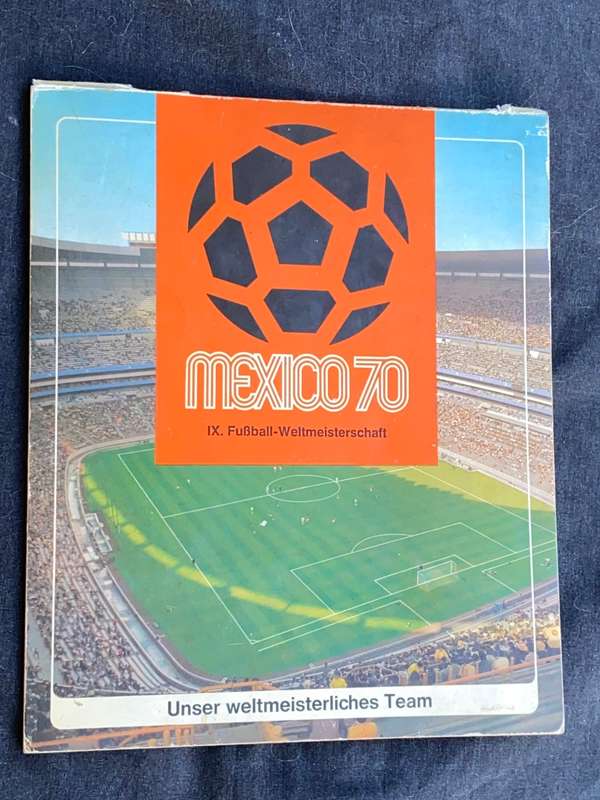 MEXICO 70
IX. Fußball-Weltmeisterschaft
Unser weltmeisterliches Team